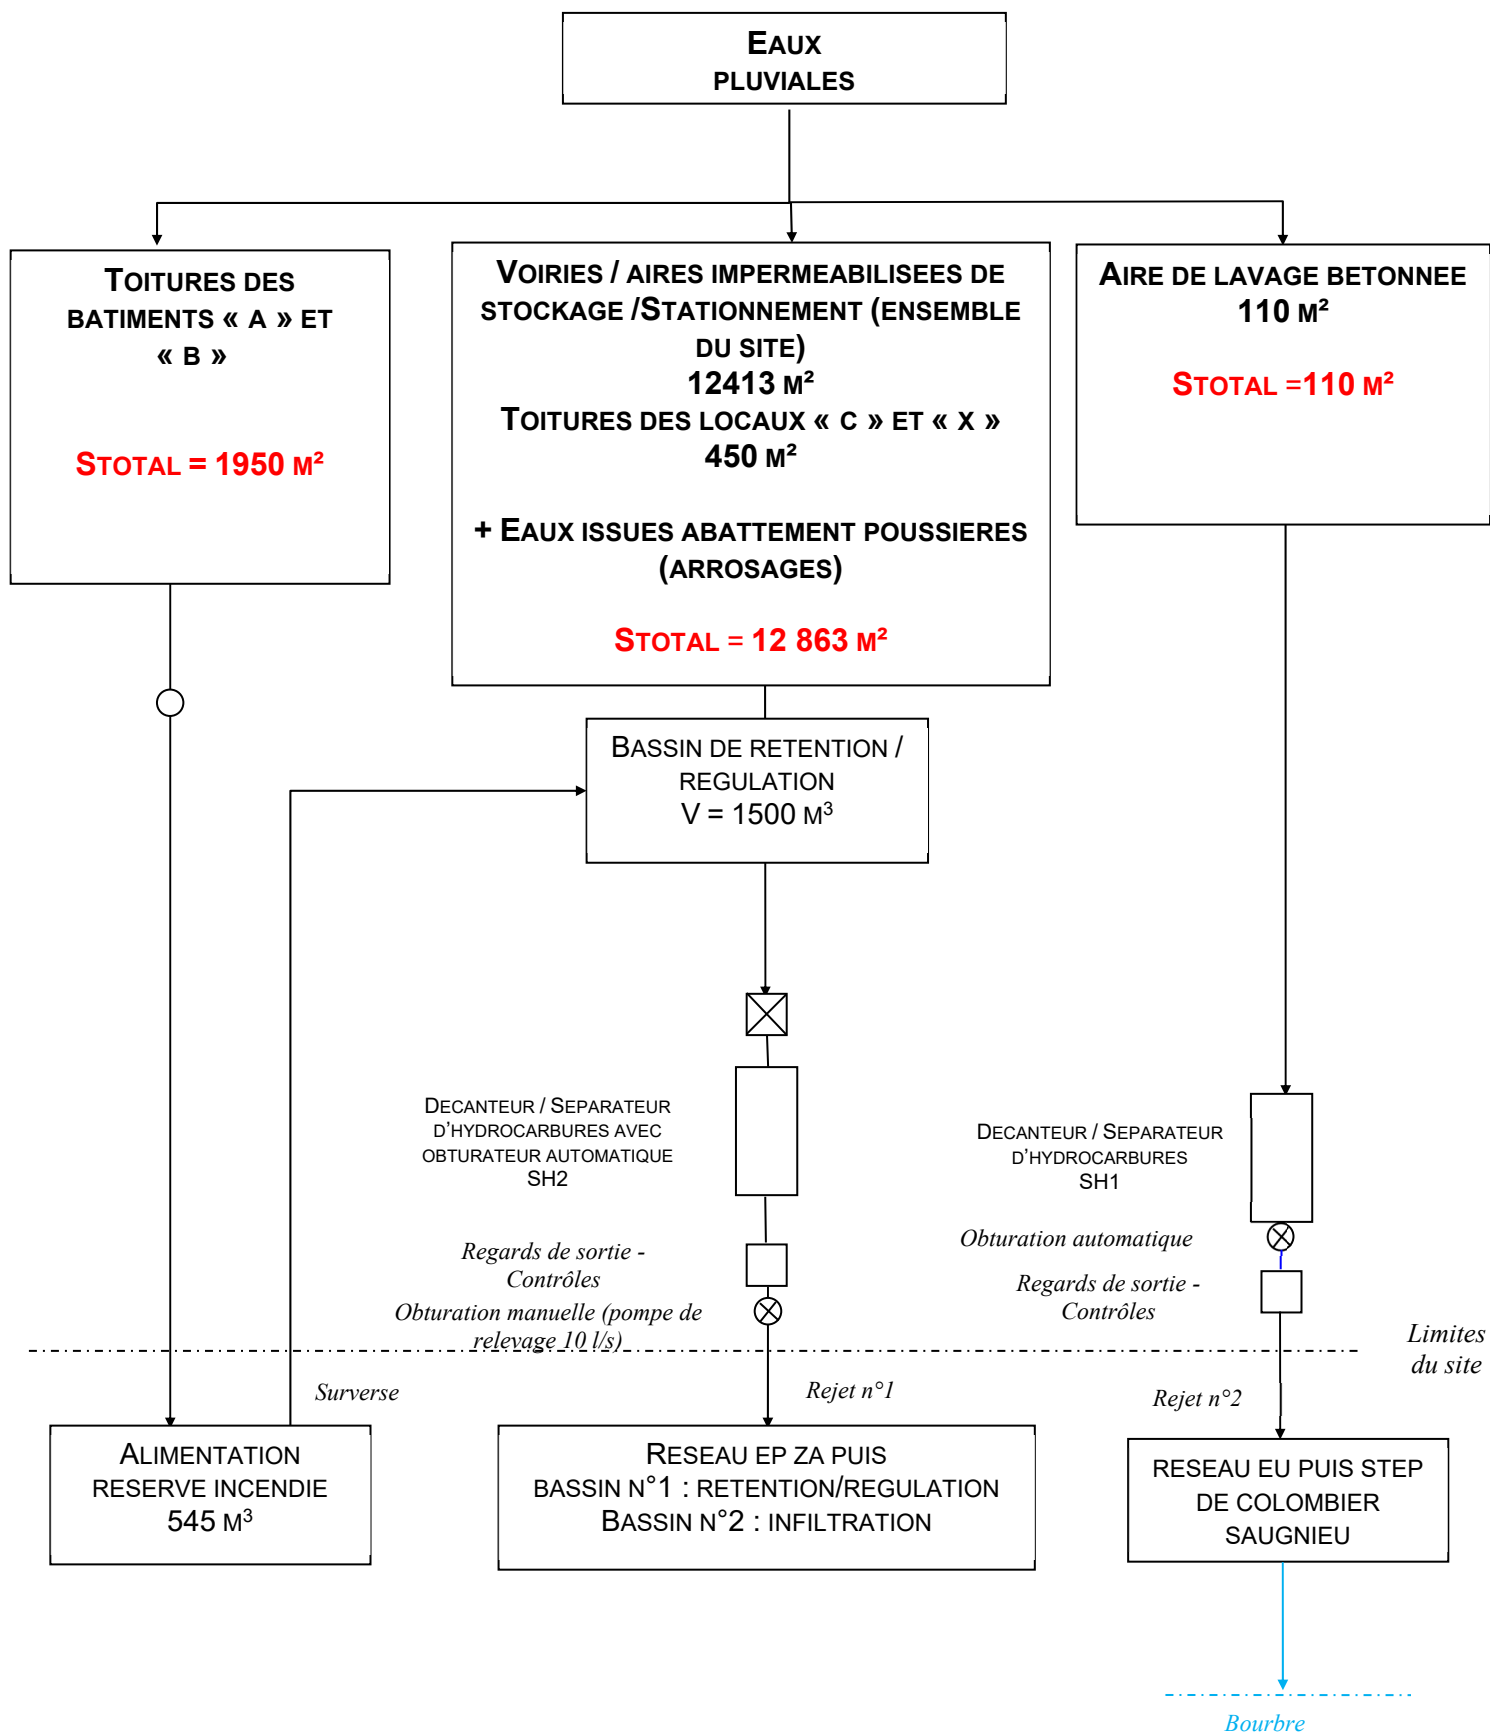 EAUX
PLUVIALES
TOITURES DES
BATIMENTS « A » ET
« B »
STOTAL = 1950 M²
VOIRIES / AIRES IMPERMEABILISEES DE
STOCKAGE /STATIONNEMENT (ENSEMBLE
DU SITE)
12413 M²
TOITURES DES LOCAUX « C » ET « X »
450 M²
+ EAUX ISSUES ABATTEMENT POUSSIERES
(ARROSAGES)
STOTAL = 12 863 M²
AIRE DE LAVAGE BETONNEE
110 M²
STOTAL =110 M²
BASSIN DE RETENTION /
REGULATION
V = 1500 M³
DECANTEUR / SEPARATEUR
D'HYDROCARBURES AVEC
OBTURATEUR AUTOMATIQUE
SH2
DECANTEUR / SEPARATEUR
D'HYDROCARBURES
SH1
Regards de sortie -
Contrôles
Obturation manuelle (pompe de
relevage 10 l/s)
Obturation automatique
Regards de sortie -
Contrôles
Limites
du site
Surverse
Rejet n°1
Rejet n°2
ALIMENTATION
RESERVE INCENDIE
545 M³
RESEAU EP ZA PUIS
BASSIN N°1 : RETENTION/REGULATION
BASSIN N°2 : INFILTRATION
RESEAU EU PUIS STEP
DE COLOMBIER
SAUGNIEU
Bourbre